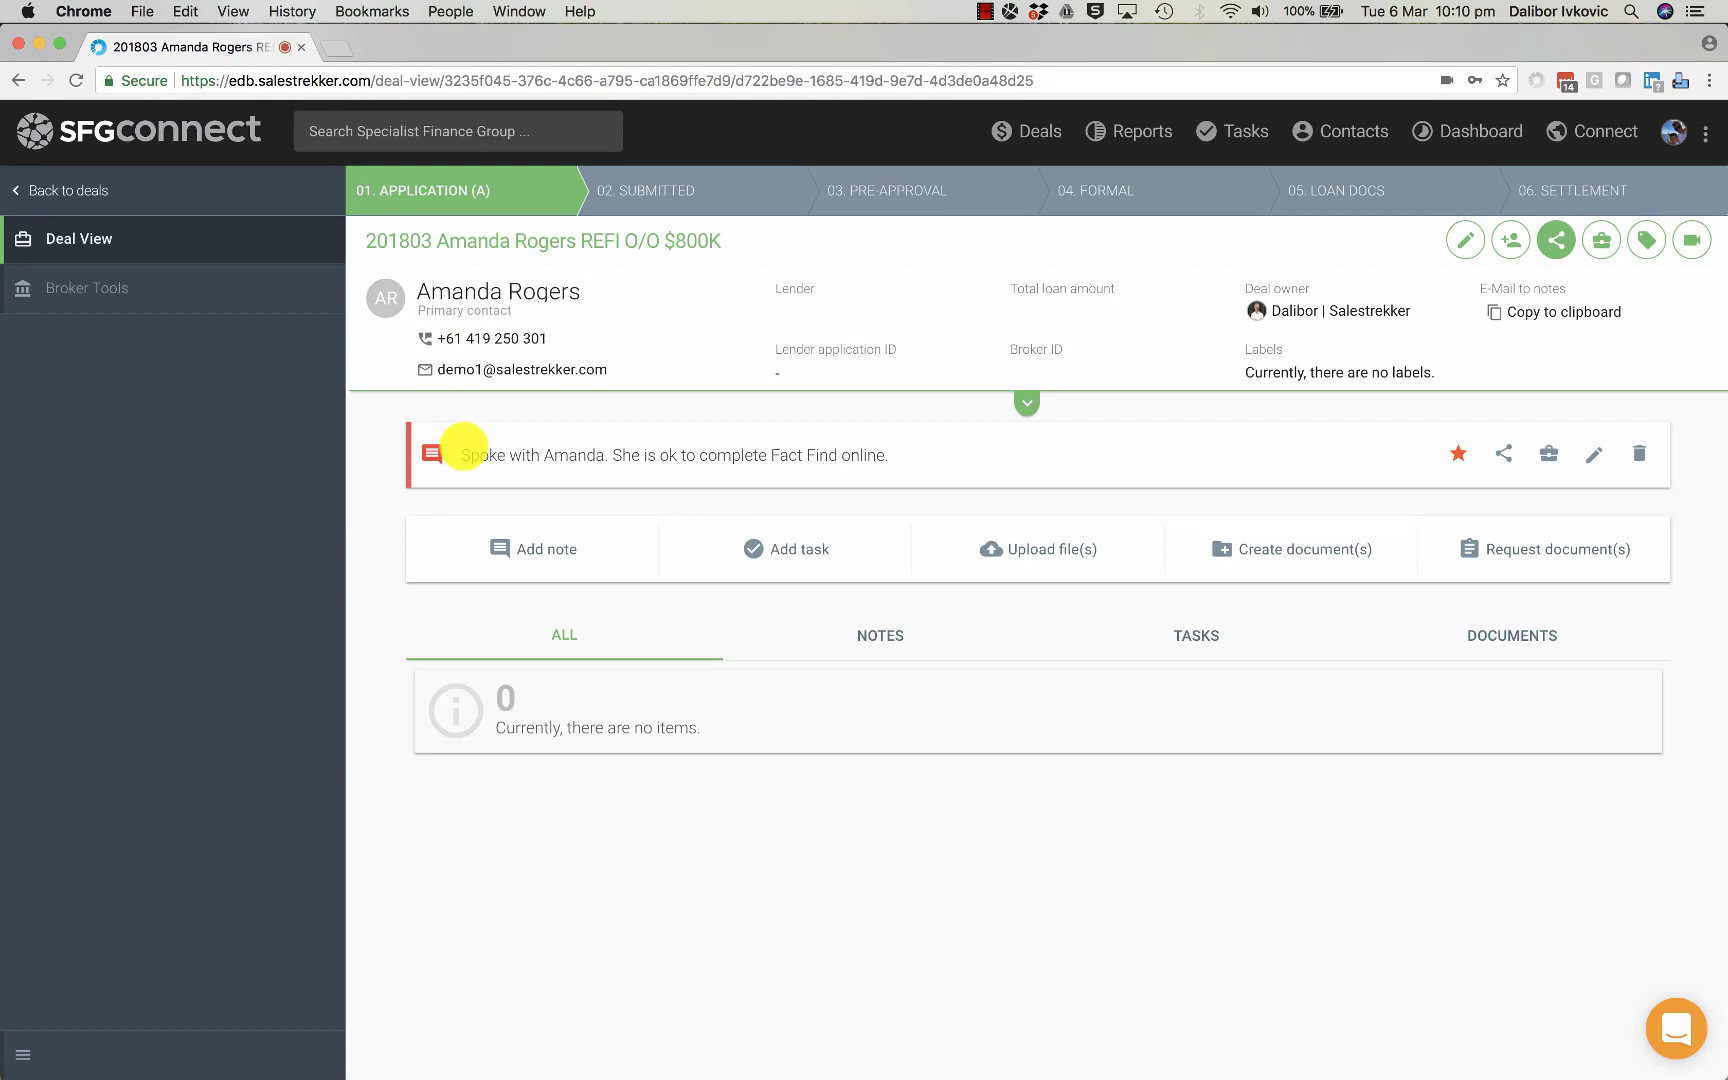 Chrome File Edit View History Bookmarks People Window Help 100% Tue 6 Mar 10:10 pm Dalibor Ivkovic
201803 Amanda Rogers REF
Secure https://edb.salestrekker.com/deal-view/3235f045-376c-4c66-a795-ca1869ffe7d9/d722be9e-1685-419d-9e7d-4d3de0a48d25
14
SFGconnect Search Specialist Finance Group ... Deals Reports Tasks Contacts Dashboard Connect
Back to deals 01. APPLICATION (A) 02. SUBMITTED 03. PRE-APPROVAL 04. FORMAL 05. LOAN DOCS 06. SETTLEMENT
Deal View
Broker Tools
201803 Amanda Rogers REFI O/O $800K
AR
Amanda Rogers
Primary contact
+61 419 250 301
demo1@salestrekker.com
Lender
Lender application ID
-
Total loan amount
Broker ID
Deal owner
Dalibor | Salestrekker
Labels
Currently, there are no labels.
E-Mail to notes
Copy to clipboard
Spoke with Amanda. She is ok to complete Fact Find online.
Add note Add task Upload file(s) Create document(s) Request document(s)
ALL NOTES TASKS DOCUMENTS
0
Currently, there are no items.